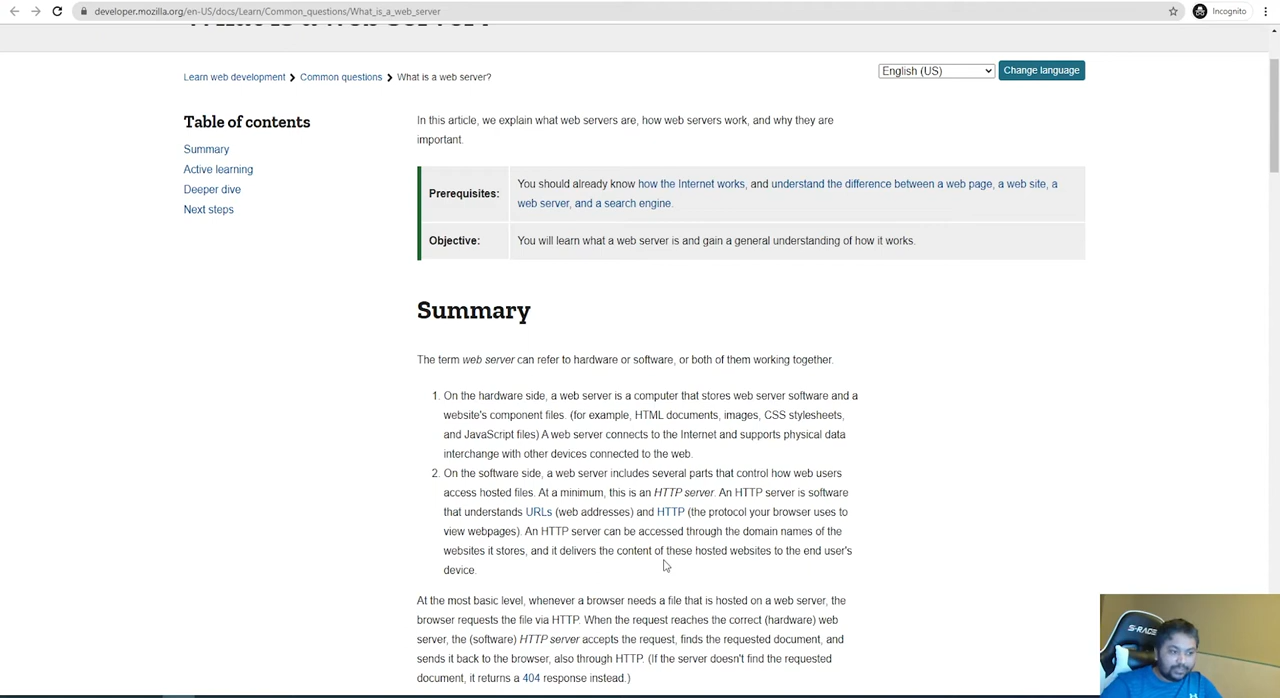 developer.mozilla.org/en-US/docs/Learn/Common_questions/What_is_a_web_server
Incognito
What is a web server?
Learn web development
Common questions
What is a web server?
English (US)
Change language
Table of contents
Summary
Active learning
Deeper dive
Next steps
In this article, we explain what web servers are, how web servers work, and why they are
important.
Prerequisites:
You should already know how the Internet works, and understand the difference between a web page, a web site, a
web server, and a search engine.
Objective:
You will learn what a web server is and gain a general understanding of how it works.
Summary
The term web server can refer to hardware or software, or both of them working together.
1. On the hardware side, a web server is a computer that stores web server software and a
website's component files. (for example, HTML documents, images, CSS stylesheets,
and JavaScript files) A web server connects to the Internet and supports physical data
interchange with other devices connected to the web.
2. On the software side, a web server includes several parts that control how web users
access hosted files. At a minimum, this is an HTTP server. An HTTP server is software
that understands URLs (web addresses) and HTTP (the protocol your browser uses to
view webpages). An HTTP server can be accessed through the domain names of the
websites it stores, and it delivers the content of these hosted websites to the end user's
device.
At the most basic level, whenever a browser needs a file that is hosted on a web server, the
browser requests the file via HTTP. When the request reaches the correct (hardware) web
server, the (software) HTTP server accepts the request, finds the requested document, and
sends it back to the browser, also through HTTP. (If the server doesn't find the requested
document, it returns a 404 response instead.)
S-RACE